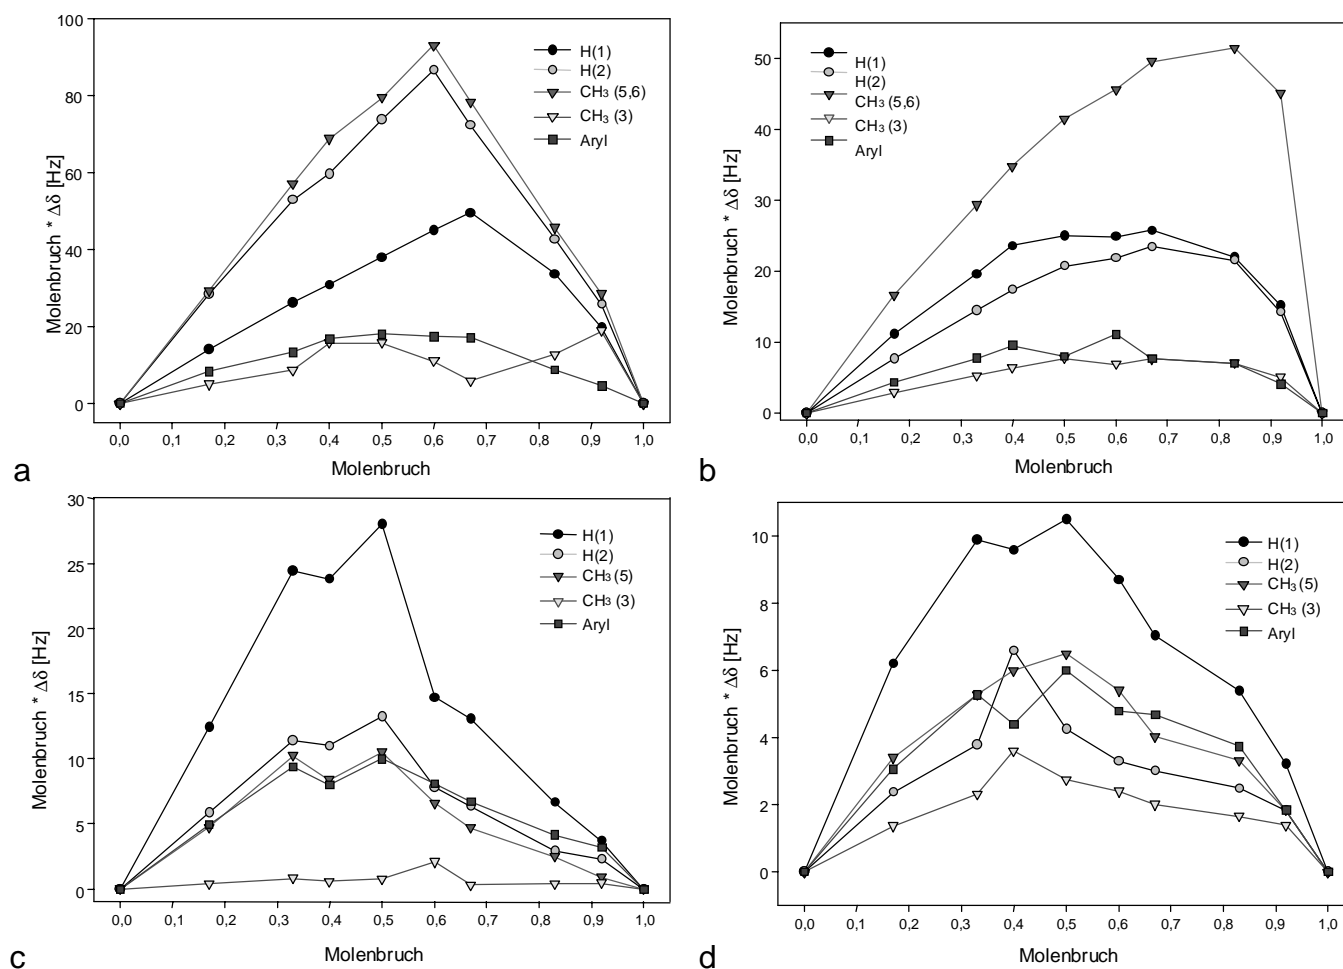 100
80
60
40
20
0
Molenbruch * Δδ [Hz]
H(1)
H(2)
CH₃ (5,6)
CH₃ (3)
Aryl
0,0 0,1 0,2 0,3 0,4 0,5 0,6 0,7 0,8 0,9 1,0
Molenbruch
a
50
40
30
20
10
0
Molenbruch * Δδ [Hz]
H(1)
H(2)
CH₃ (5,6)
CH₃ (3)
Aryl
0,0 0,1 0,2 0,3 0,4 0,5 0,6 0,7 0,8 0,9 1,0
Molenbruch
b
30
25
20
15
10
5
0
Molenbruch * Δδ [Hz]
H(1)
H(2)
CH₃ (5)
CH₃ (3)
Aryl
0,0 0,1 0,2 0,3 0,4 0,5 0,6 0,7 0,8 0,9 1,0
Molenbruch
c
10
8
6
4
2
0
Molenbruch * Δδ [Hz]
H(1)
H(2)
CH₃ (5)
CH₃ (3)
Aryl
0,0 0,1 0,2 0,3 0,4 0,5 0,6 0,7 0,8 0,9 1,0
Molenbruch
d